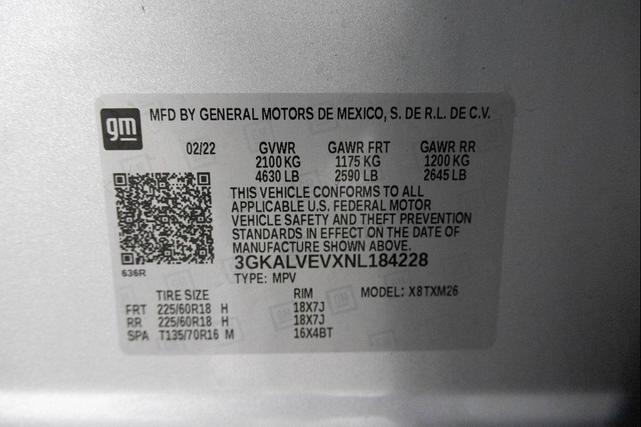 gm MFD BY GENERAL MOTORS DE MEXICO, S. DE R.L. DE C.V.
02/22 GVWR GAWR FRT GAWR RR
2100 KG 1175 KG 1200 KG
4630 LB 2590 LB 2645 LB
THIS VEHICLE CONFORMS TO ALL
APPLICABLE U.S. FEDERAL MOTOR
VEHICLE SAFETY AND THEFT PREVENTION
STANDARDS IN EFFECT ON THE DATE OF
MANUFACTURE SHOWN ABOVE.
3GKALVEVXNL184228
636R TYPE: MPV
TIRE SIZE RIM MODEL: X8TXM26
FRT 225/60R18 H 18X7J
RR 225/60R18 H 18X7J
SPA T135/70R16 M 16X4BT